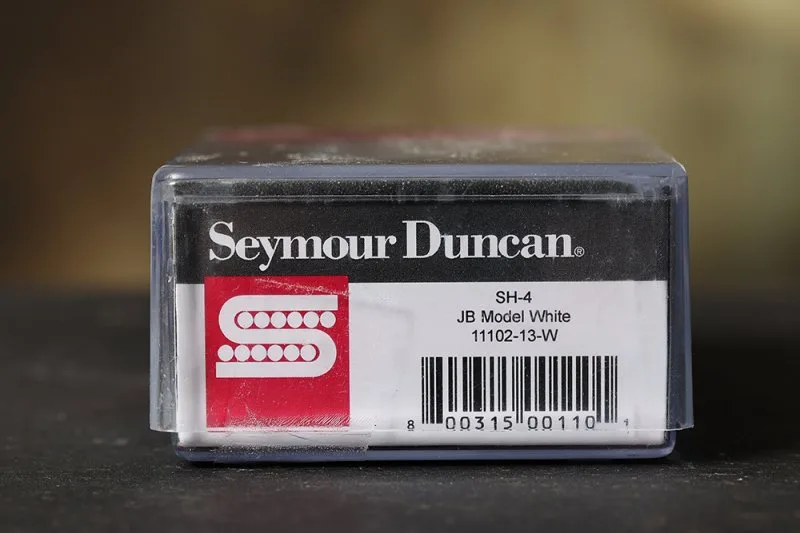 Seymour Duncan®
SH-4
JB Model White
11102-13-W
8 00315 00110 1